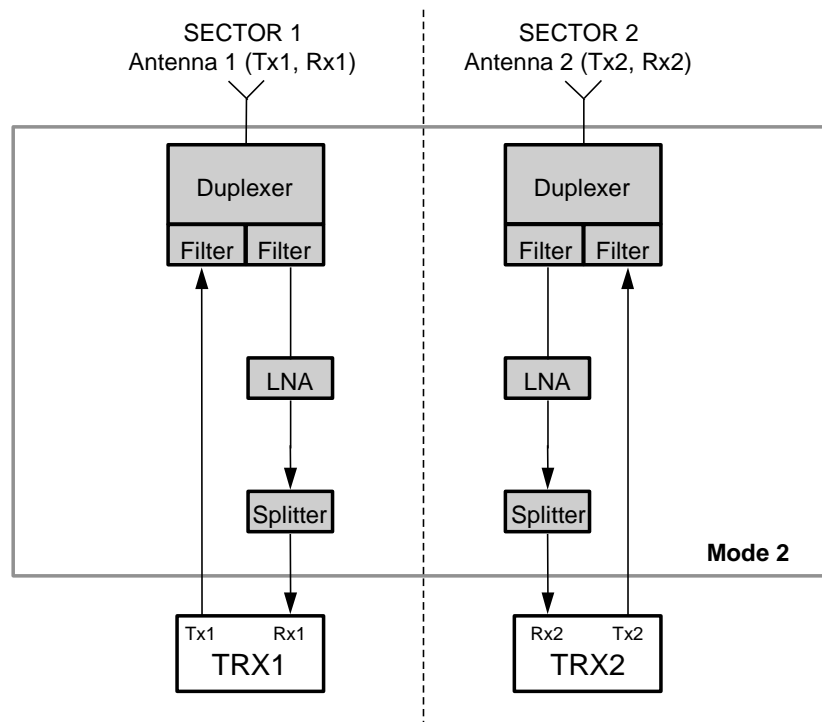 SECTOR 1
Antenna 1 (Tx1, Rx1)
SECTOR 2
Antenna 2 (Tx2, Rx2)
Duplexer
Duplexer
Filter
Filter
Filter
Filter
LNA
LNA
Splitter
Splitter
Mode 2
Tx1
Rx1
TRX1
Rx2
Tx2
TRX2